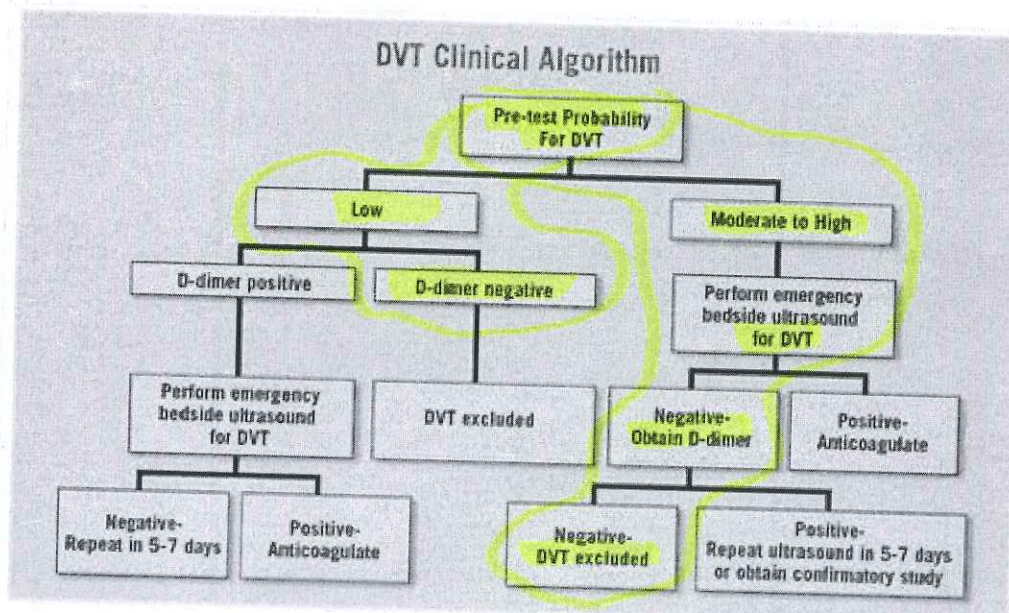 DVT Clinical Algorithm
Pre-test Probability
For DVT
Low
Moderate to High
D-dimer positive
D-dimer negative
Perform emergency
bedside ultrasound
for DVT
Perform emergency
bedside ultrasound
for DVT
DVT excluded
Negative-
Obtain D-dimer
Positive-
Anticoagulate
Negative-
Repeat in 5-7 days
Positive-
Anticoagulate
Negative-
DVT excluded
Positive-
Repeat ultrasound in 5-7 days
or obtain confirmatory study